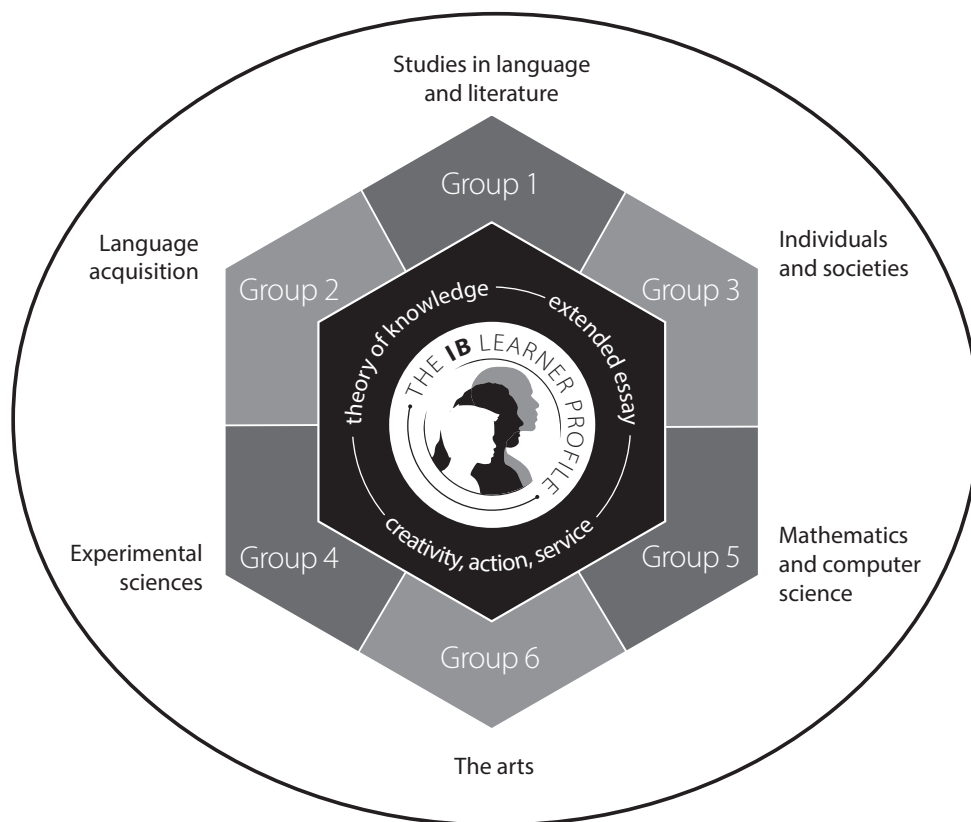 Studies in language
and literature
Group 1
Language
acquisition
Individuals
and societies
Group 2
Group 3
theory of knowledge
extended essay
THE IB LEARNER PROFILE
creativity, action, service
Experimental
sciences
Group 4
Group 5
Mathematics
and computer
science
Group 6
The arts